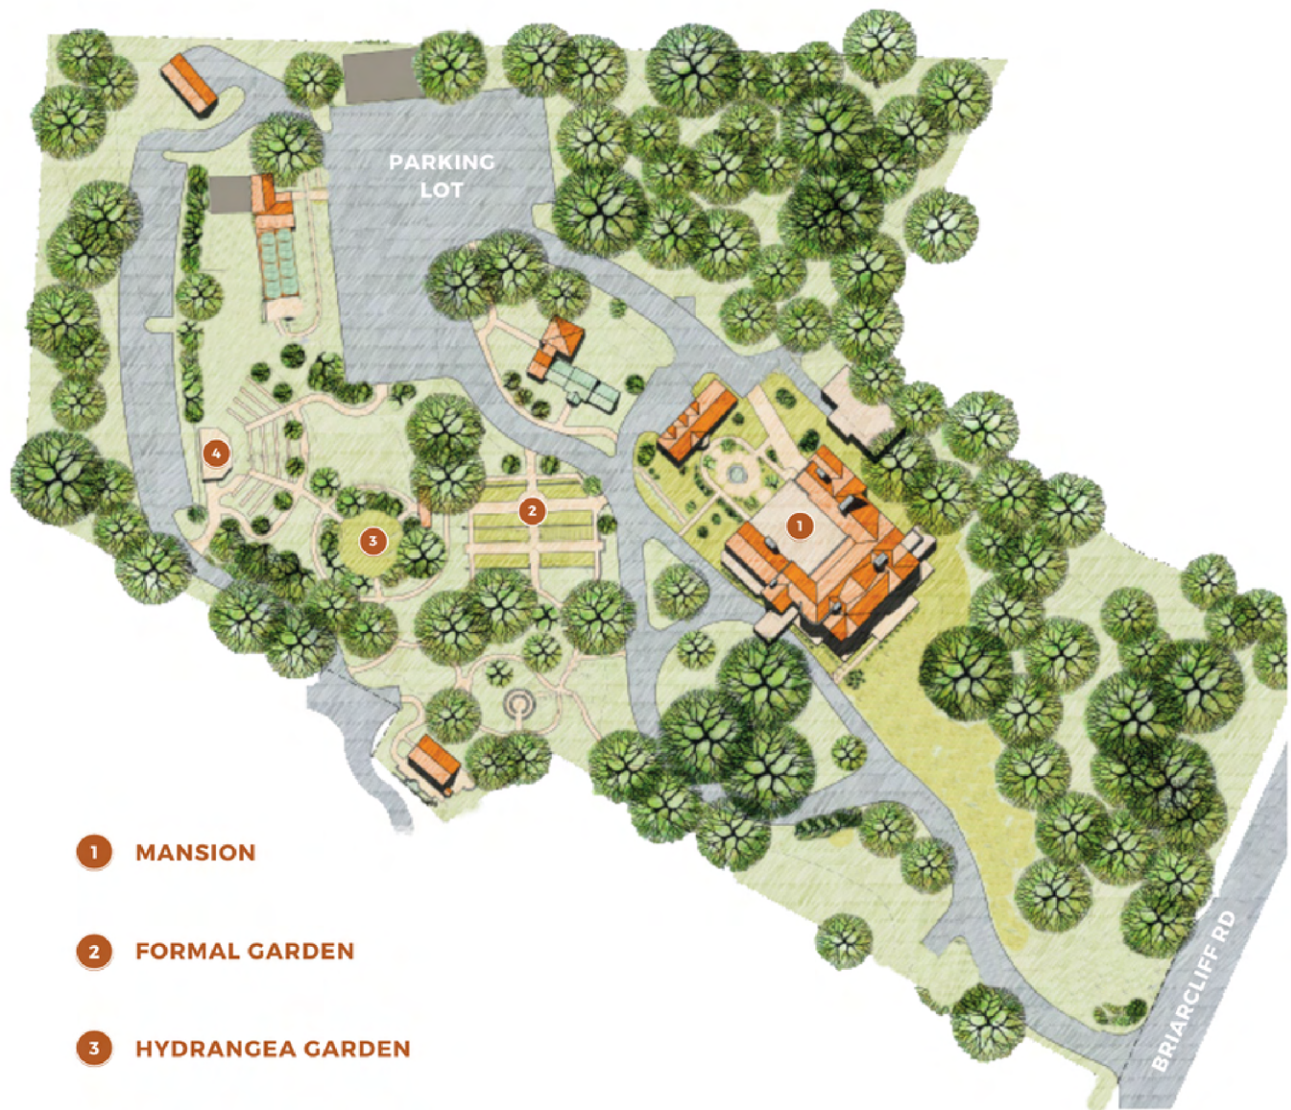 PARKING
LOT
4
2
3
1
BRIARCLIFF RD
1 MANSION
2 FORMAL GARDEN
3 HYDRANGEA GARDEN